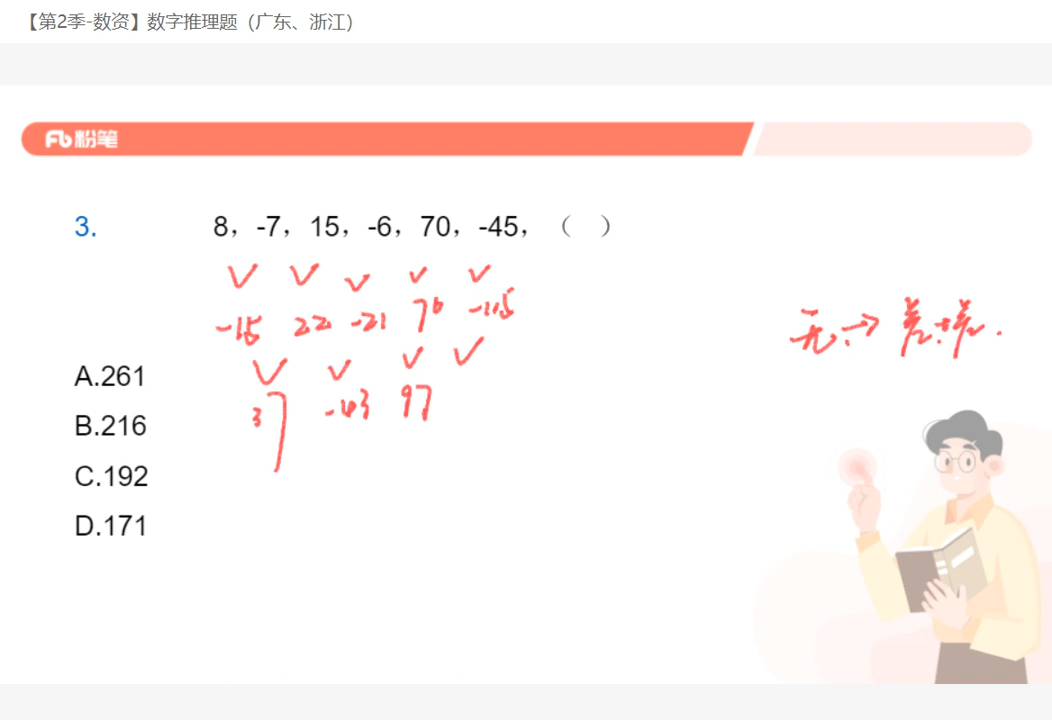 【第2季-数资】数字推理题（广东、浙江）
粉笔
3. 8，-7，15，-6，70，-45，（ ）
-15 22 -21 76 -115
无→差.差.
A.261
37 -43 97
B.216
C.192
D.171